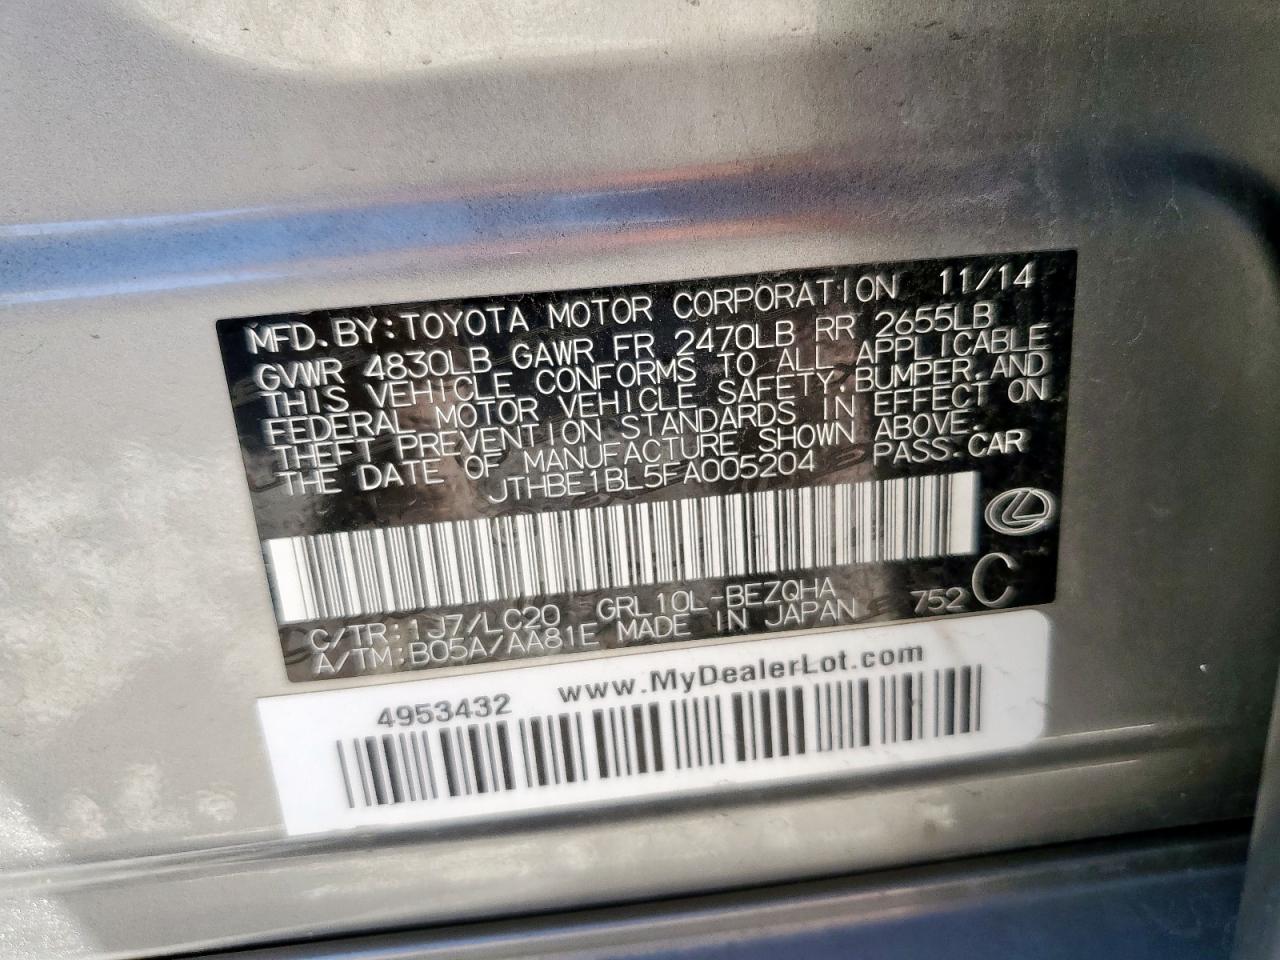 MFD. BY: TOYOTA MOTOR CORPORATION 11/14
GVWR 4830LB GAWR FR 2470LB RR 2655LB
THIS VEHICLE CONFORMS TO ALL APPLICABLE
FEDERAL MOTOR VEHICLE SAFETY, BUMPER, AND
THEFT PREVENTION STANDARDS IN EFFECT ON
THE DATE OF MANUFACTURE SHOWN ABOVE.
JTHBE1BL5FA005204 PASS. CAR
C/TR: 1J7/LC20 GRL10L-BEZQHA 752 C
A/TM: B05A/AA81E MADE IN JAPAN
4953432 www.MyDealerLot.com